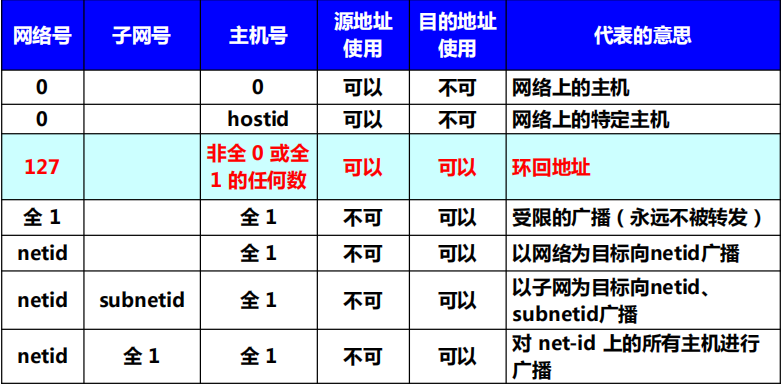 网络号 子网号 主机号 源地址使用 目的地址使用 代表的意思
0 0 可以 不可 网络上的主机
0 hostid 可以 不可 网络上的特定主机
127 非全 0 或全 1 的任何数 可以 可以 环回地址
全 1 全 1 不可 可以 受限的广播（永远不被转发）
netid 全 1 不可 可以 以网络为目标向netid广播
netid subnetid 全 1 不可 可以 以子网为目标向netid、subnetid广播
netid 全 1 全 1 不可 可以 对 net-id 上的所有主机进行广播